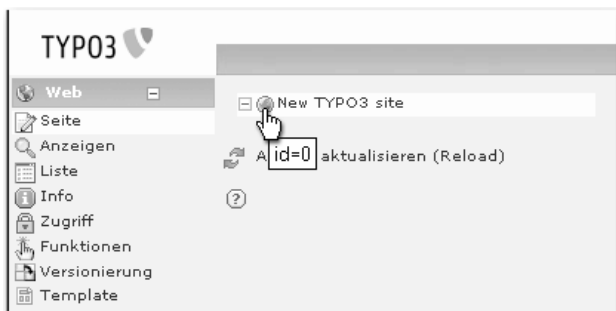 TYPO3
Web
Seite
Anzeigen
Liste
Info
Zugriff
Funktionen
Versionierung
Template
New TYPO3 site
A id=0 aktualisieren (Reload)